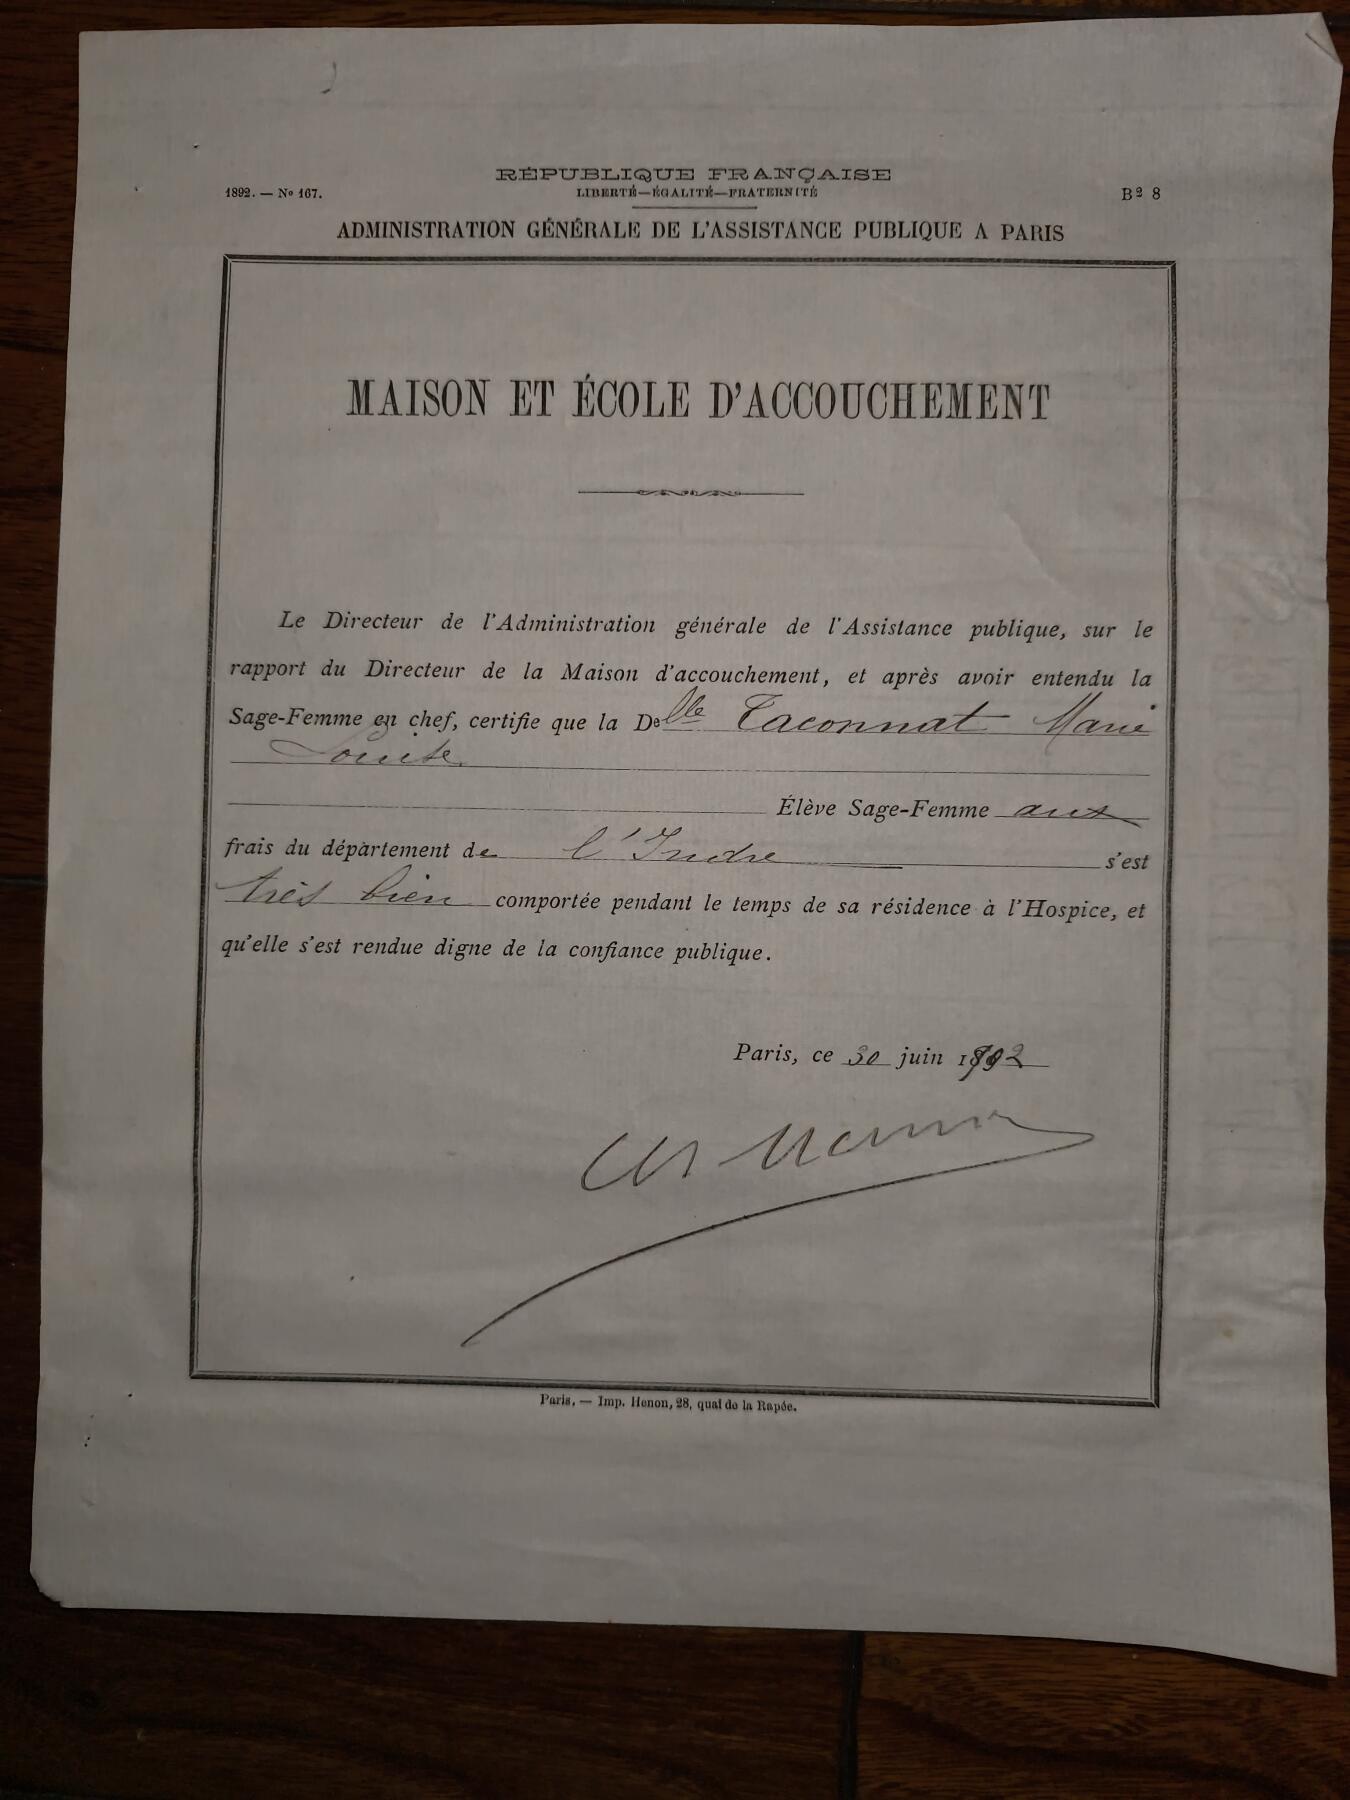 RÉPUBLIQUE FRANÇAISE
1892. — Nº 167.
LIBERTÉ—ÉGALITÉ—FRATERNITÉ
Bº 8
ADMINISTRATION GÉNÉRALE DE L'ASSISTANCE PUBLIQUE A PARIS
MAISON ET ÉCOLE D'ACCOUCHEMENT
Le Directeur de l'Administration générale de l'Assistance publique, sur le
rapport du Directeur de la Maison d'accouchement, et après avoir entendu la
Sage-Femme en chef, certifie que la Delle Taconnat Marie
Louise
Élève Sage-Femme aux
frais du département de l'Indre s'est
très bien comportée pendant le temps de sa résidence à l'Hospice, et
qu'elle s'est rendue digne de la confiance publique.
Paris, ce 30 juin 1902
Paris. — Imp. Henon, 28, quai de la Rapée.